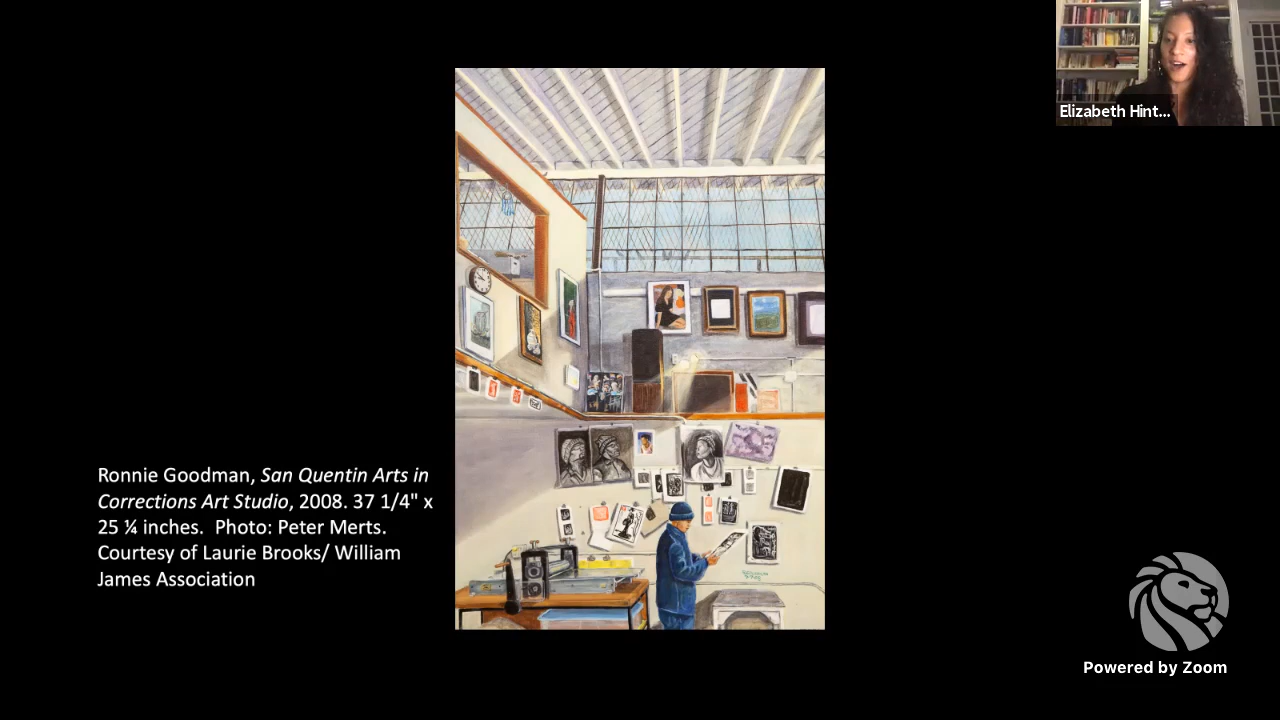 Elizabeth Hint...
Ronnie Goodman, San Quentin Arts in
Corrections Art Studio, 2008. 37 1/4" x
25 ¼ inches.  Photo: Peter Merts.
Courtesy of Laurie Brooks/ William
James Association
Powered by Zoom